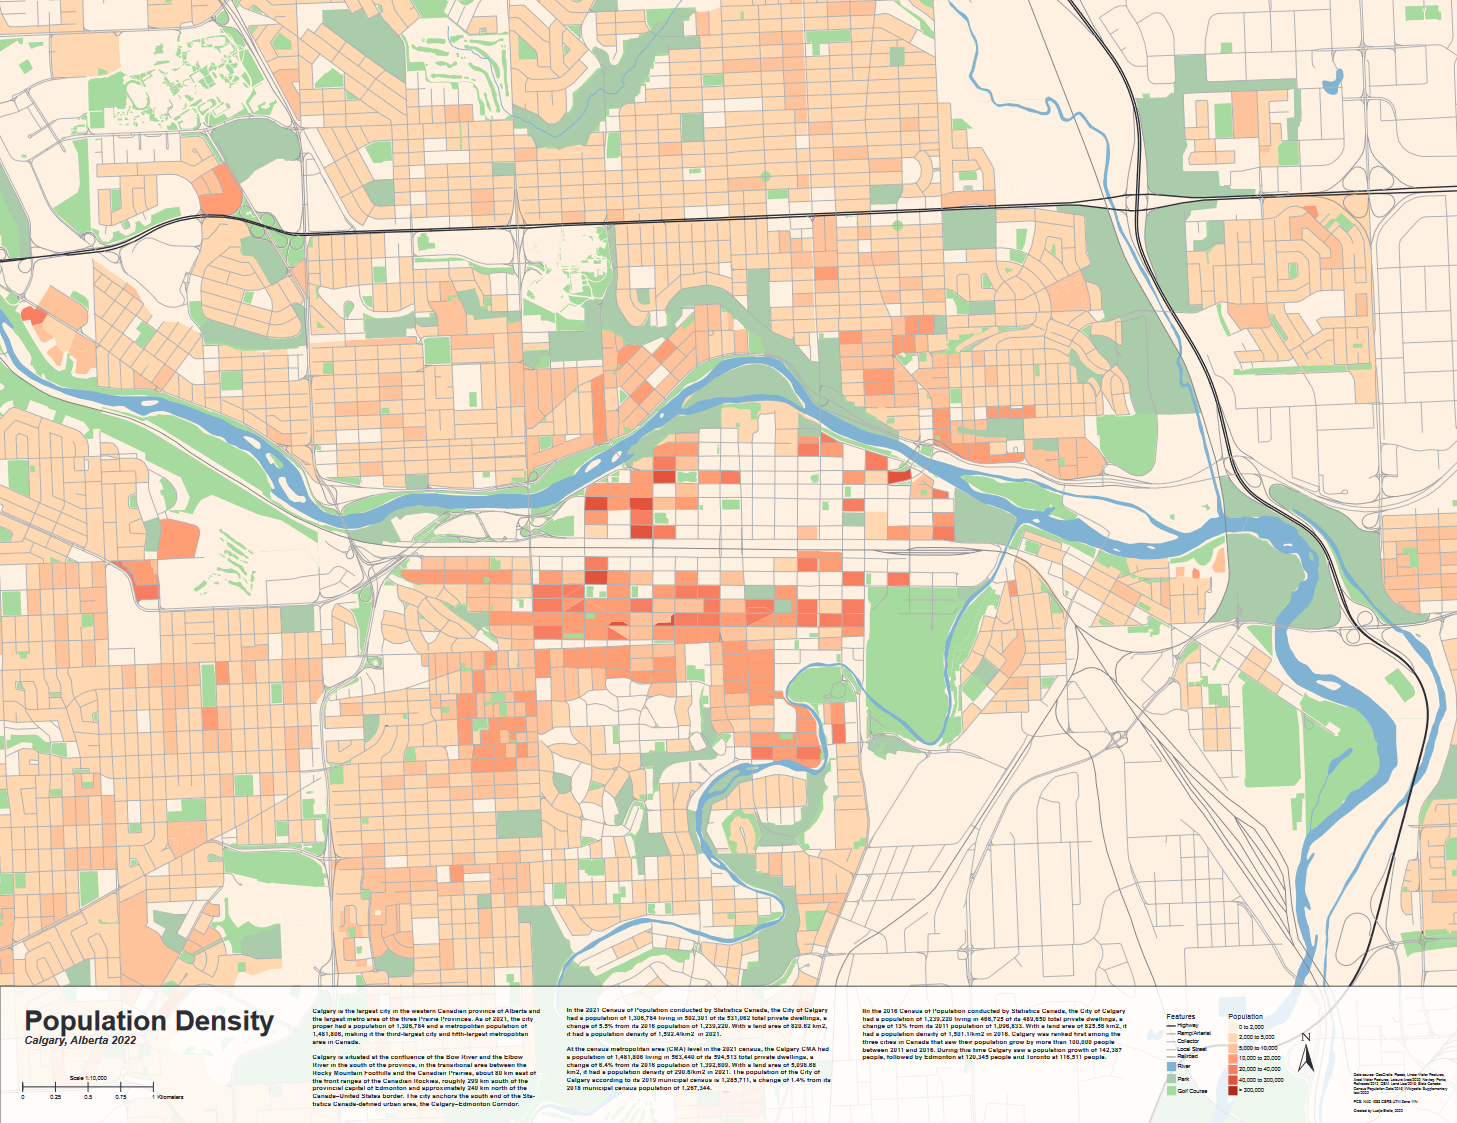 Population Density
Calgary, Alberta 2022
Scale 1:10,000
0 0.25 0.5 0.75 1 Kilometers
Calgary is the largest city in the western Canadian province of Alberta and
the largest metro area of the three Prairie Provinces. As of 2021, the city
proper had a population of 1,306,784 and a metropolitan population of
1,481,806, making it the third-largest city and fifth-largest metropolitan
area in Canada.
Calgary is situated at the confluence of the Bow River and the Elbow
River in the south of the province, in the transitional area between the
Rocky Mountain Foothills and the Canadian Prairies, about 80 km east of
the front ranges of the Canadian Rockies, roughly 299 km south of the
provincial capital of Edmonton and approximately 240 km north of the
Canada–United States border. The city anchors the south end of the Sta-
tistics Canada-defined urban area, the Calgary–Edmonton Corridor.
In the 2021 Census of Population conducted by Statistics Canada, the City of Calgary
had a population of 1,306,784 living in 502,301 of its 531,062 total private dwellings, a
change of 5.5% from its 2016 population of 1,239,220. With a land area of 820.62 km2,
it had a population density of 1,592.4/km2 in 2021.
At the census metropolitan area (CMA) level in the 2021 census, the Calgary CMA had
a population of 1,481,806 living in 563,440 of its 594,513 total private dwellings, a
change of 6.4% from its 2016 population of 1,392,609. With a land area of 5,098.68
km2, it had a population density of 290.6/km2 in 2021. The population of the City of
Calgary according to its 2019 municipal census is 1,285,711, a change of 1.4% from its
2018 municipal census population of 1,267,344.
In the 2016 Census of Population conducted by Statistics Canada, the City of Calgary
had a population of 1,239,220 living in 466,725 of its 489,650 total private dwellings, a
change of 13% from its 2011 population of 1,096,833. With a land area of 825.56 km2, it
had a population density of 1,501.1/km2 in 2016. Calgary was ranked first among the
three cities in Canada that saw their population grow by more than 100,000 people
between 2011 and 2016. During this time Calgary saw a population growth of 142,387
people, followed by Edmonton at 120,345 people and Toronto at 116,511 people.
Features
Highway
Ramp/Arterial
Collector
Local Street
Railroad
River
Park
Golf Course
Population
0 to 2,000
2,000 to 5,000
5,000 to 10,000
10,000 to 20,000
20,000 to 40,000
40,000 to 300,000
> 300,000
N